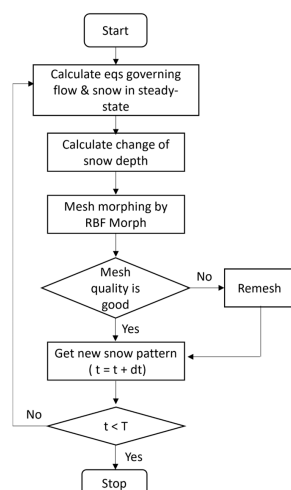 Start
Calculate eqs governing
flow & snow in steady-
state
Calculate change of
snow depth
Mesh morphing by
RBF Morph
Mesh
quality is
good
No
Remesh
Yes
Get new snow pattern
( t = t + dt)
No
t < T
Yes
Stop